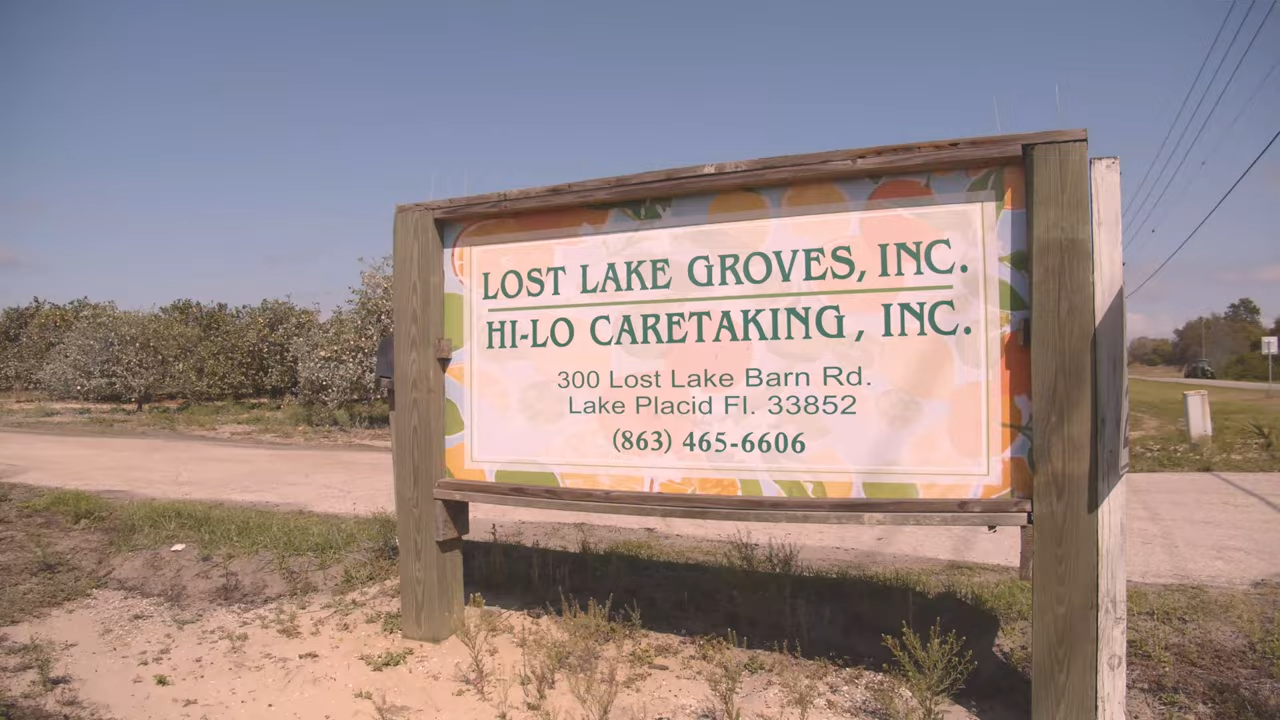 LOST LAKE GROVES, INC.
HI-LO CARETAKING, INC.
300 Lost Lake Barn Rd.
Lake Placid Fl. 33852
(863) 465-6606